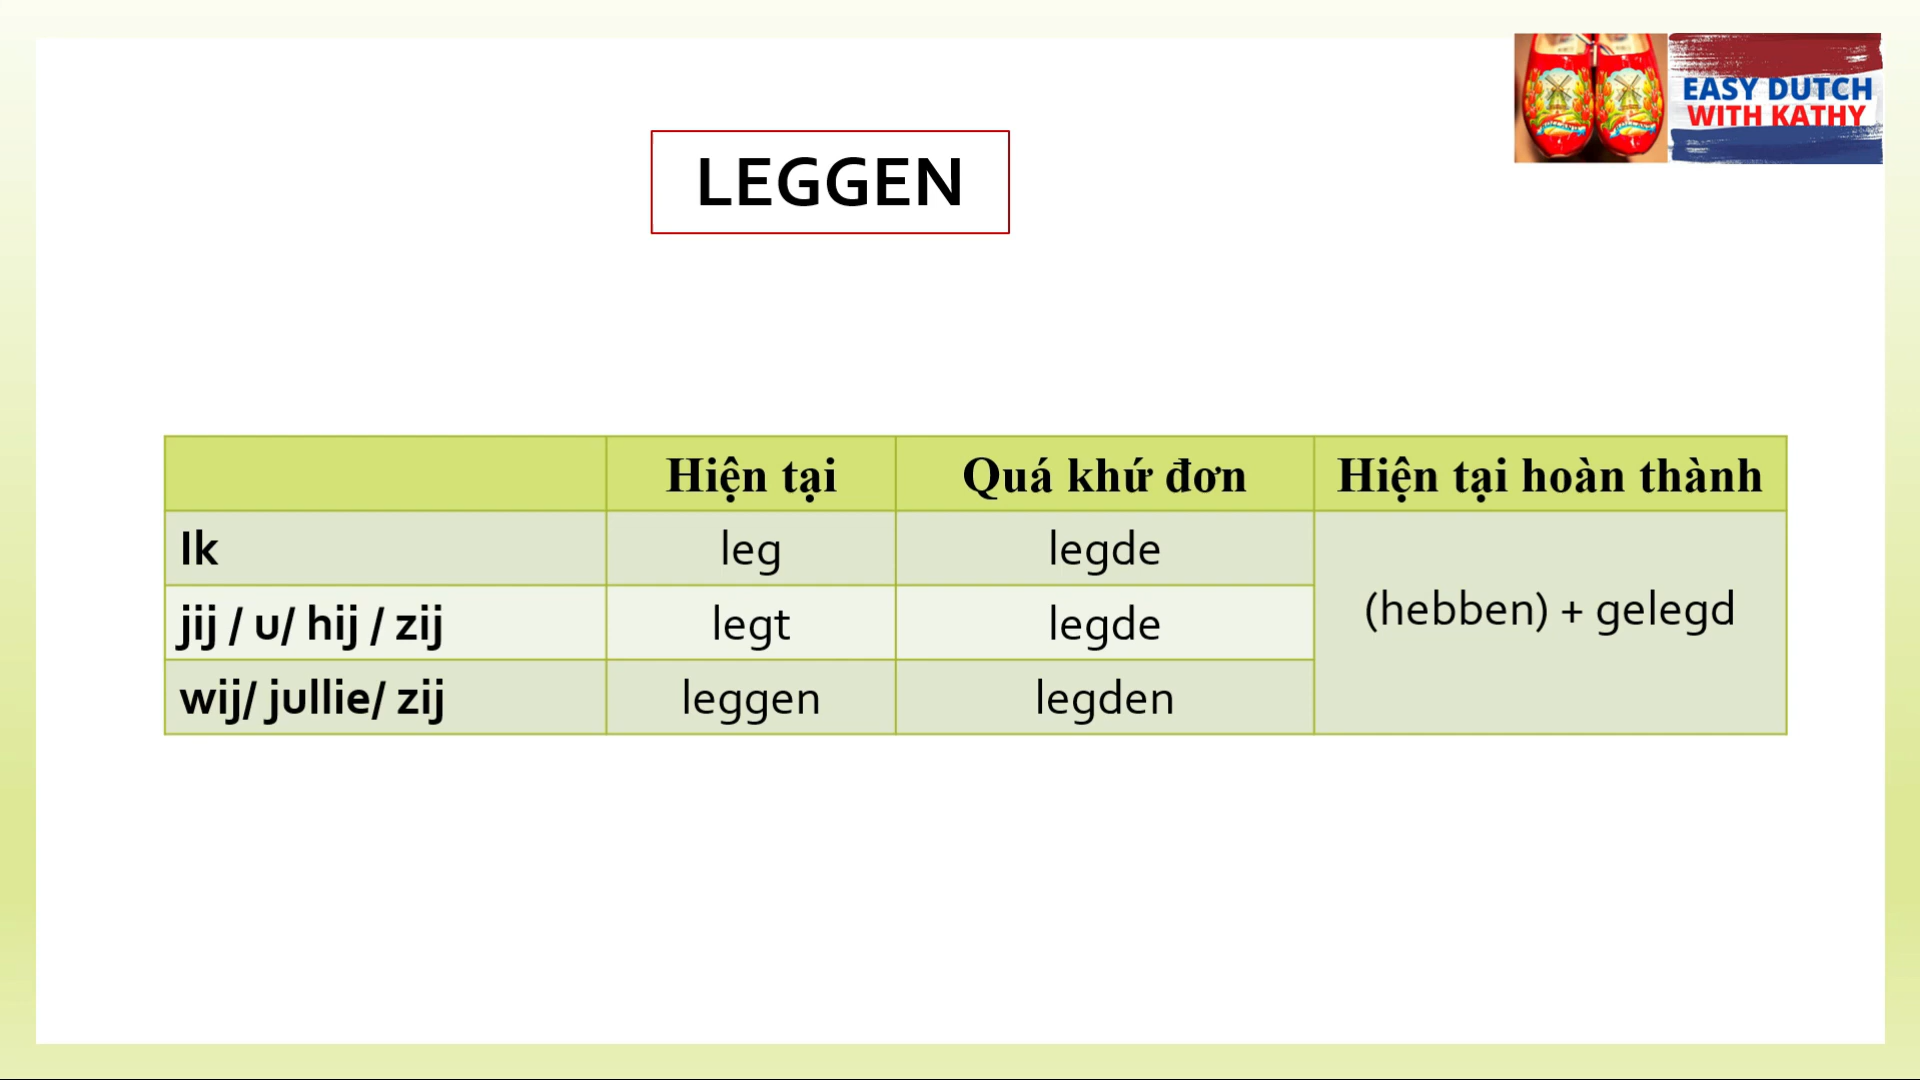 EASY DUTCH
WITH KATHY
LEGGEN
Hiện tại Quá khứ đơn Hiện tại hoàn thành
Ik leg legde
(hebben) + gelegd
jij / u/ hij / zij legt legde
wij/ jullie/ zij leggen legden